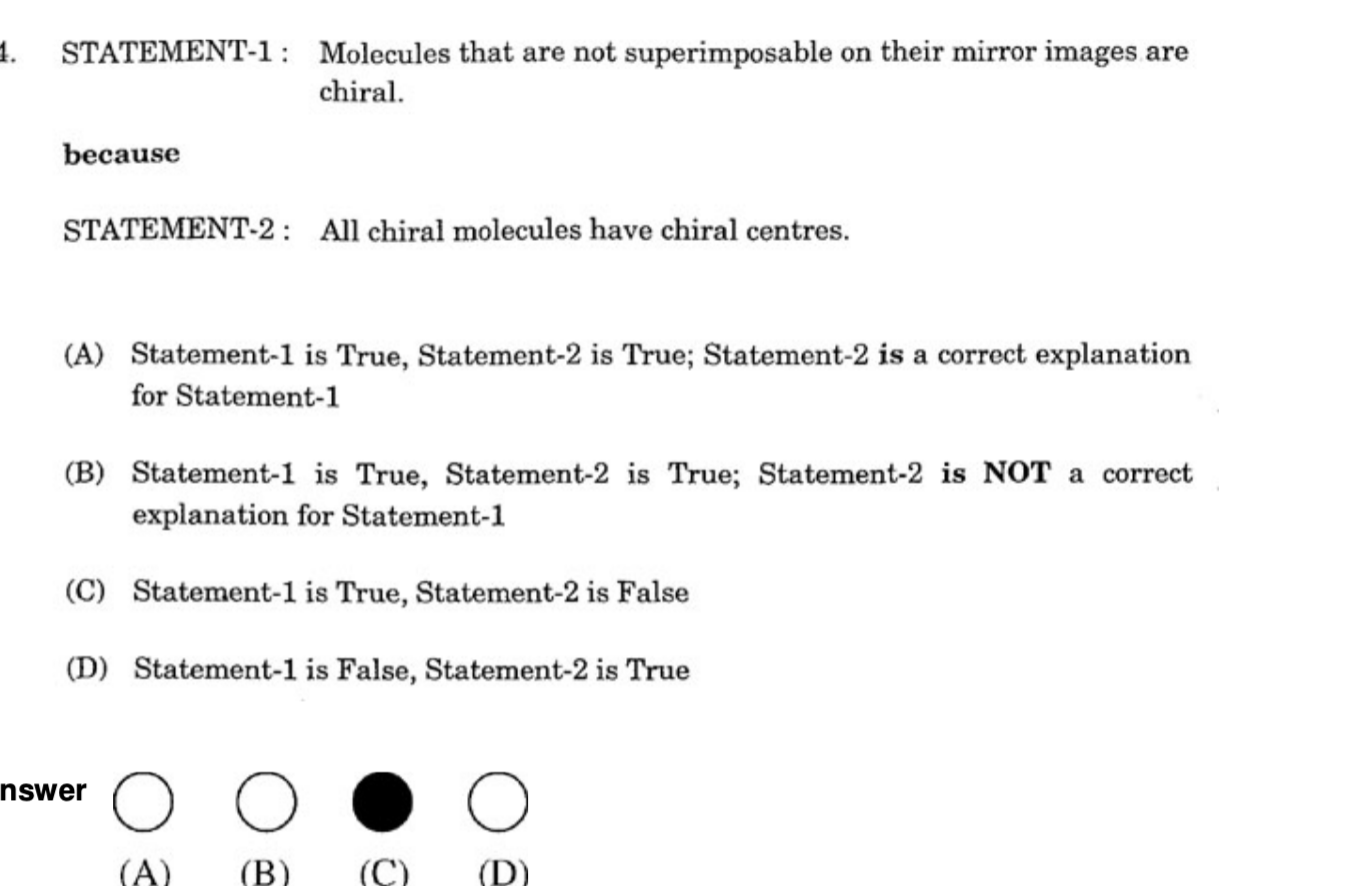 4. STATEMENT-1 : Molecules that are not superimposable on their mirror images are
chiral.
because
STATEMENT-2 : All chiral molecules have chiral centres.
(A) Statement-1 is True, Statement-2 is True; Statement-2 is a correct explanation
for Statement-1
(B) Statement-1 is True, Statement-2 is True; Statement-2 is NOT a correct
explanation for Statement-1
(C) Statement-1 is True, Statement-2 is False
(D) Statement-1 is False, Statement-2 is True
nswer
(A) (B) (C) (D)